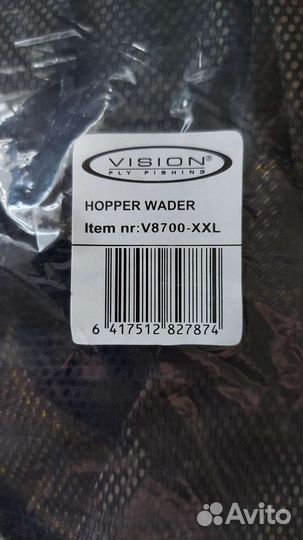 VISION®
FLY FISHING
HOPPER WADER
Item nr:V8700-XXL
6 417512 827874
Avito